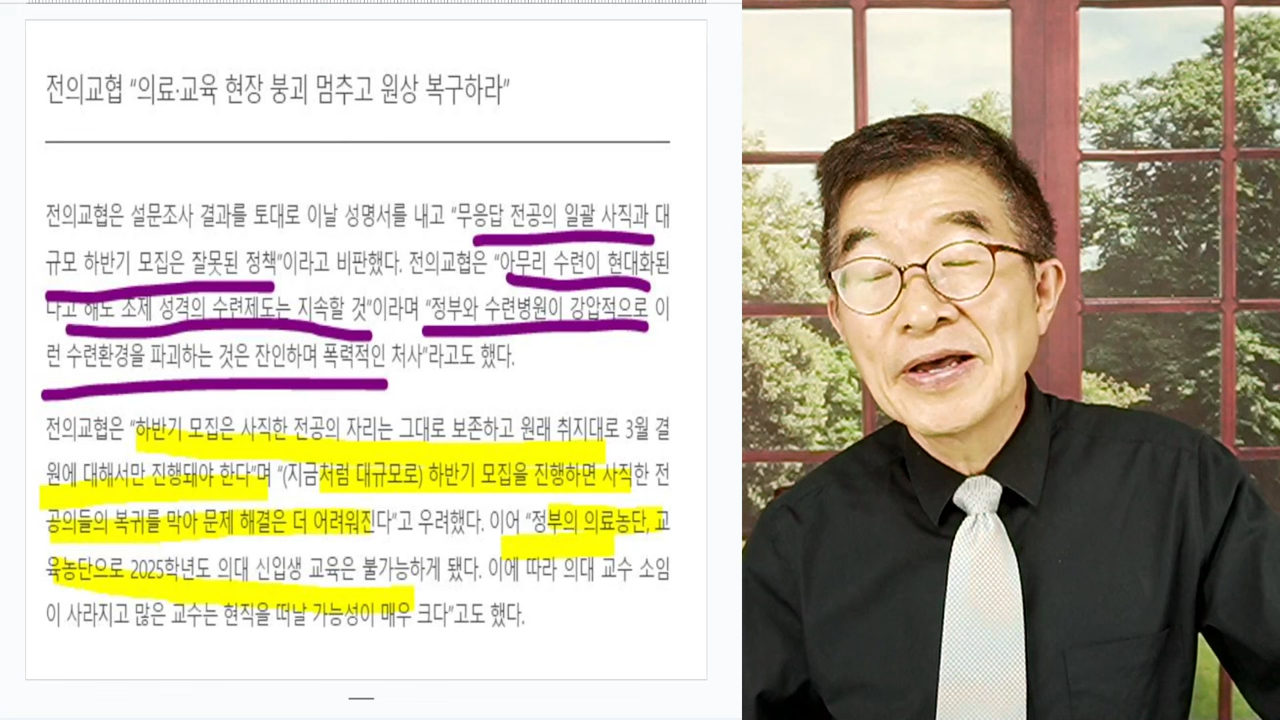 전의교협 “의료·교육 현장 붕괴 멈추고 원상 복구하라”
전의교협은 설문조사 결과를 토대로 이날 성명서를 내고 “무응답 전공의 일괄 사직과 대
규모 하반기 모집은 잘못된 정책”이라고 비판했다. 전의교협은 “아무리 수련이 현대화된
다고 해도 도제 성격의 수련제도는 지속할 것”이라며 “정부와 수련병원이 강압적으로 이
런 수련환경을 파괴하는 것은 잔인하며 폭력적인 처사”라고도 했다.
전의교협은 “하반기 모집은 사직한 전공의 자리는 그대로 보존하고 원래 취지대로 3월 결
원에 대해서만 진행돼야 한다”며 “(지금처럼 대규모로) 하반기 모집을 진행하면 사직한 전
공의들의 복귀를 막아 문제 해결은 더 어려워진다”고 우려했다. 이어 “정부의 의료농단, 교
육농단으로 2025학년도 의대 신입생 교육은 불가능하게 됐다. 이에 따라 의대 교수 소임
이 사라지고 많은 교수는 현직을 떠날 가능성이 매우 크다”고도 했다.